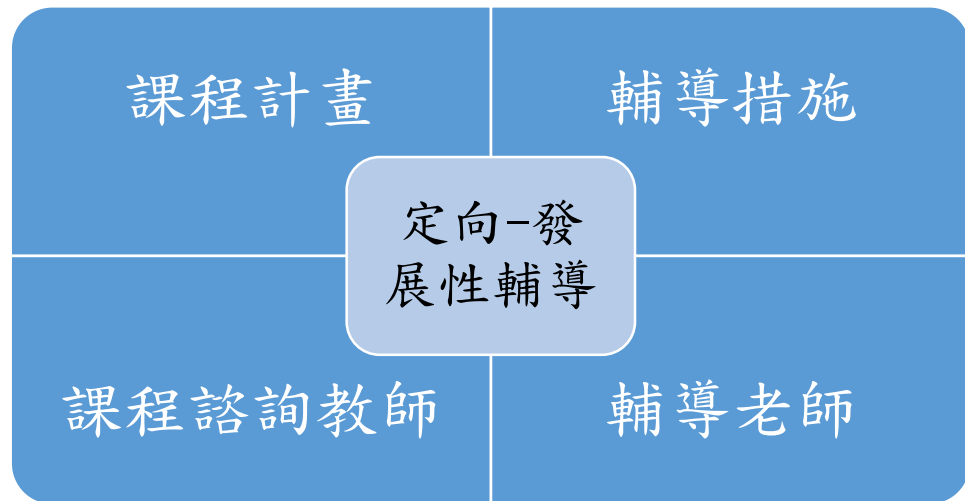 課程計畫
輔導措施
定向-發
展性輔導
課程諮詢教師
輔導老師